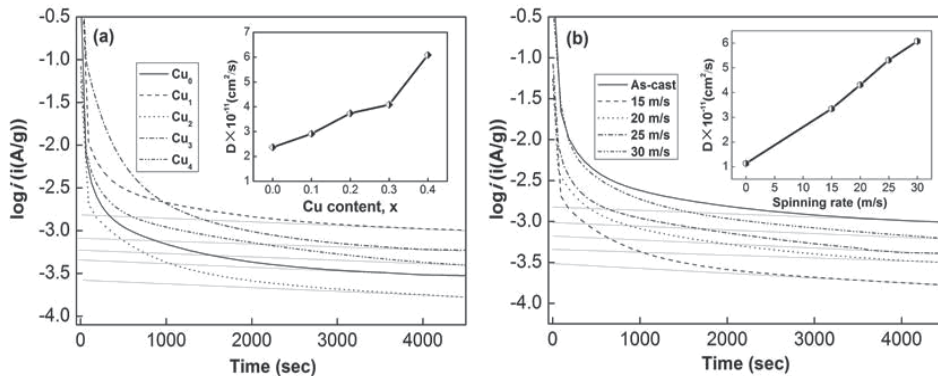 (a)
log i (i(A/g))
-0.5
-1.0
-1.5
-2.0
-2.5
-3.0
-3.5
-4.0
0 1000 2000 3000 4000
Time (sec)
Cu0
Cu1
Cu2
Cu3
Cu4
D×10⁻¹¹(cm²/s)
7
6
5
4
3
2
1
0.0 0.1 0.2 0.3 0.4
Cu content, x
(b)
log i (i(A/g))
-0.5
-1.0
-1.5
-2.0
-2.5
-3.0
-3.5
-4.0
0 1000 2000 3000 4000
Time (sec)
As-cast
15 m/s
20 m/s
25 m/s
30 m/s
D×10⁻¹¹(cm²/s)
6
5
4
3
2
1
0 5 10 15 20 25 30
Spinning rate (m/s)